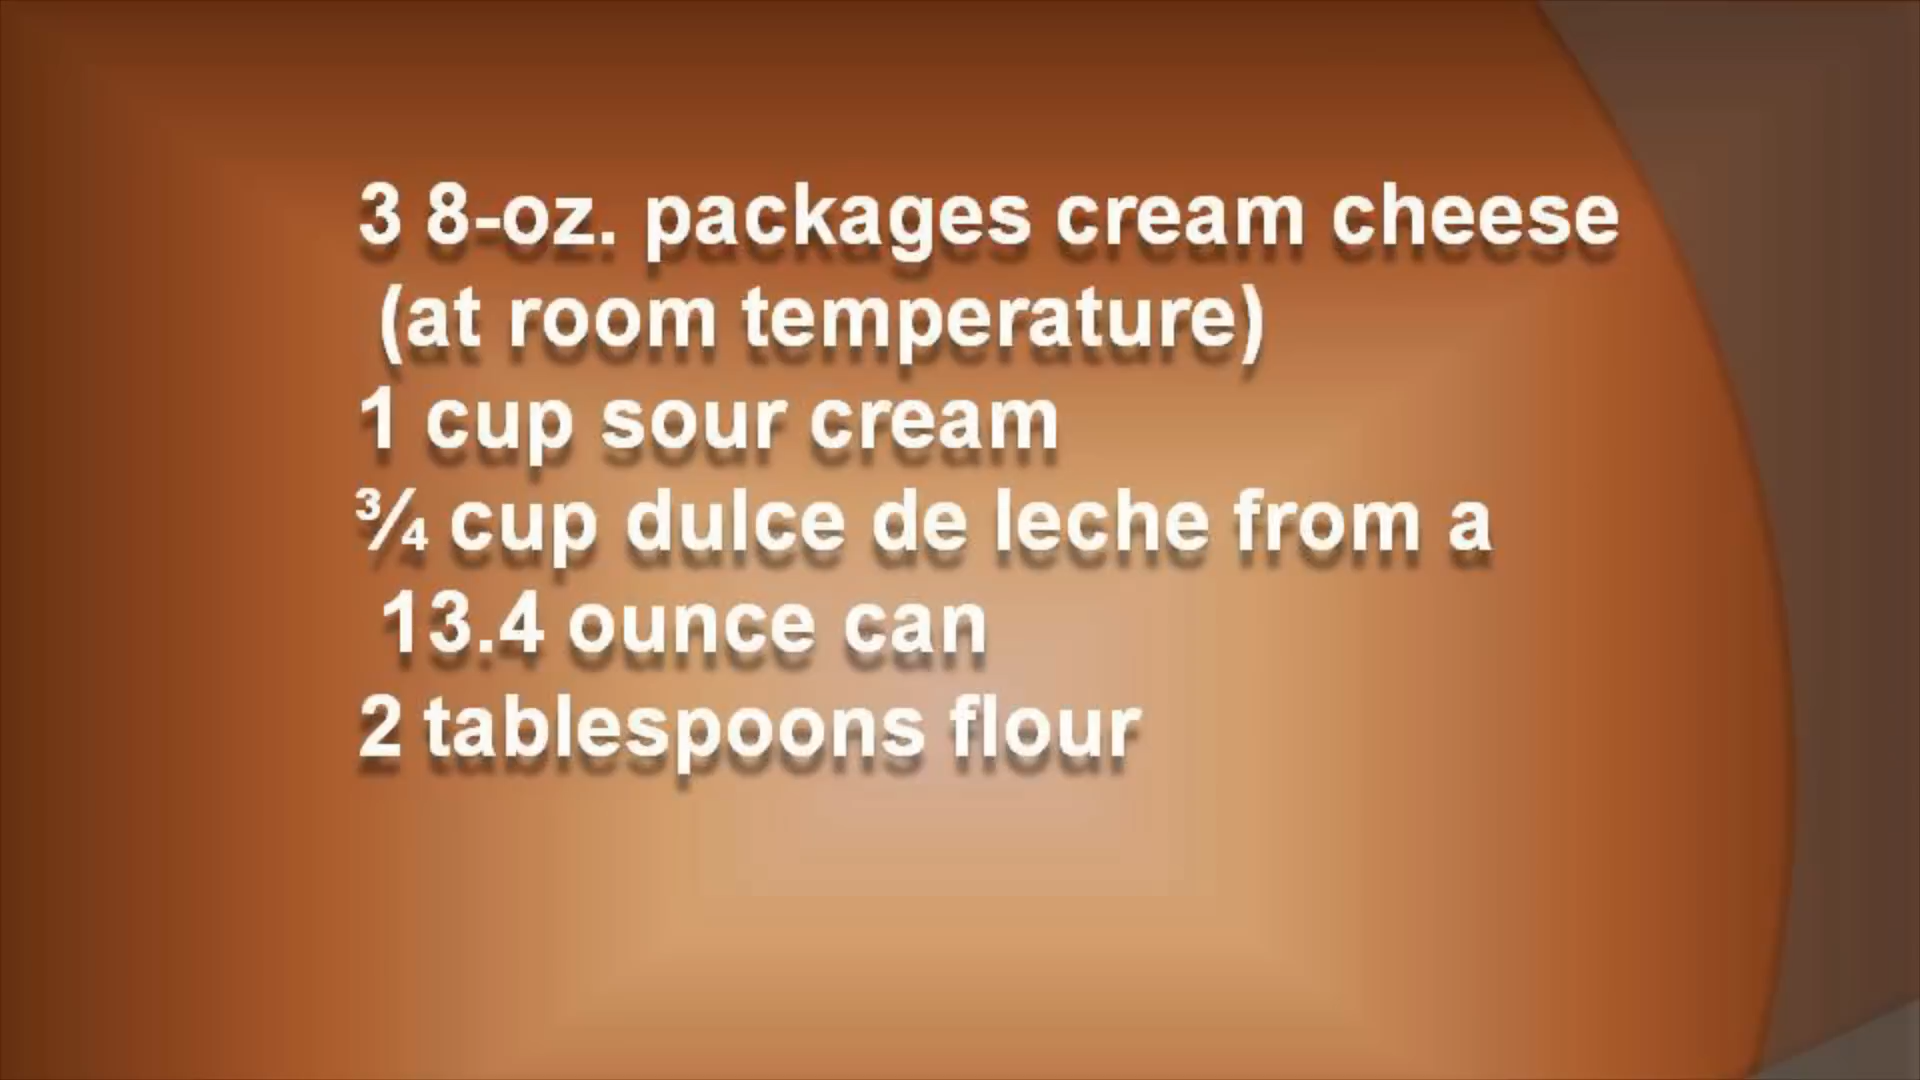 3 8-oz. packages cream cheese
(at room temperature)
1 cup sour cream
¾ cup dulce de leche from a
13.4 ounce can
2 tablespoons flour